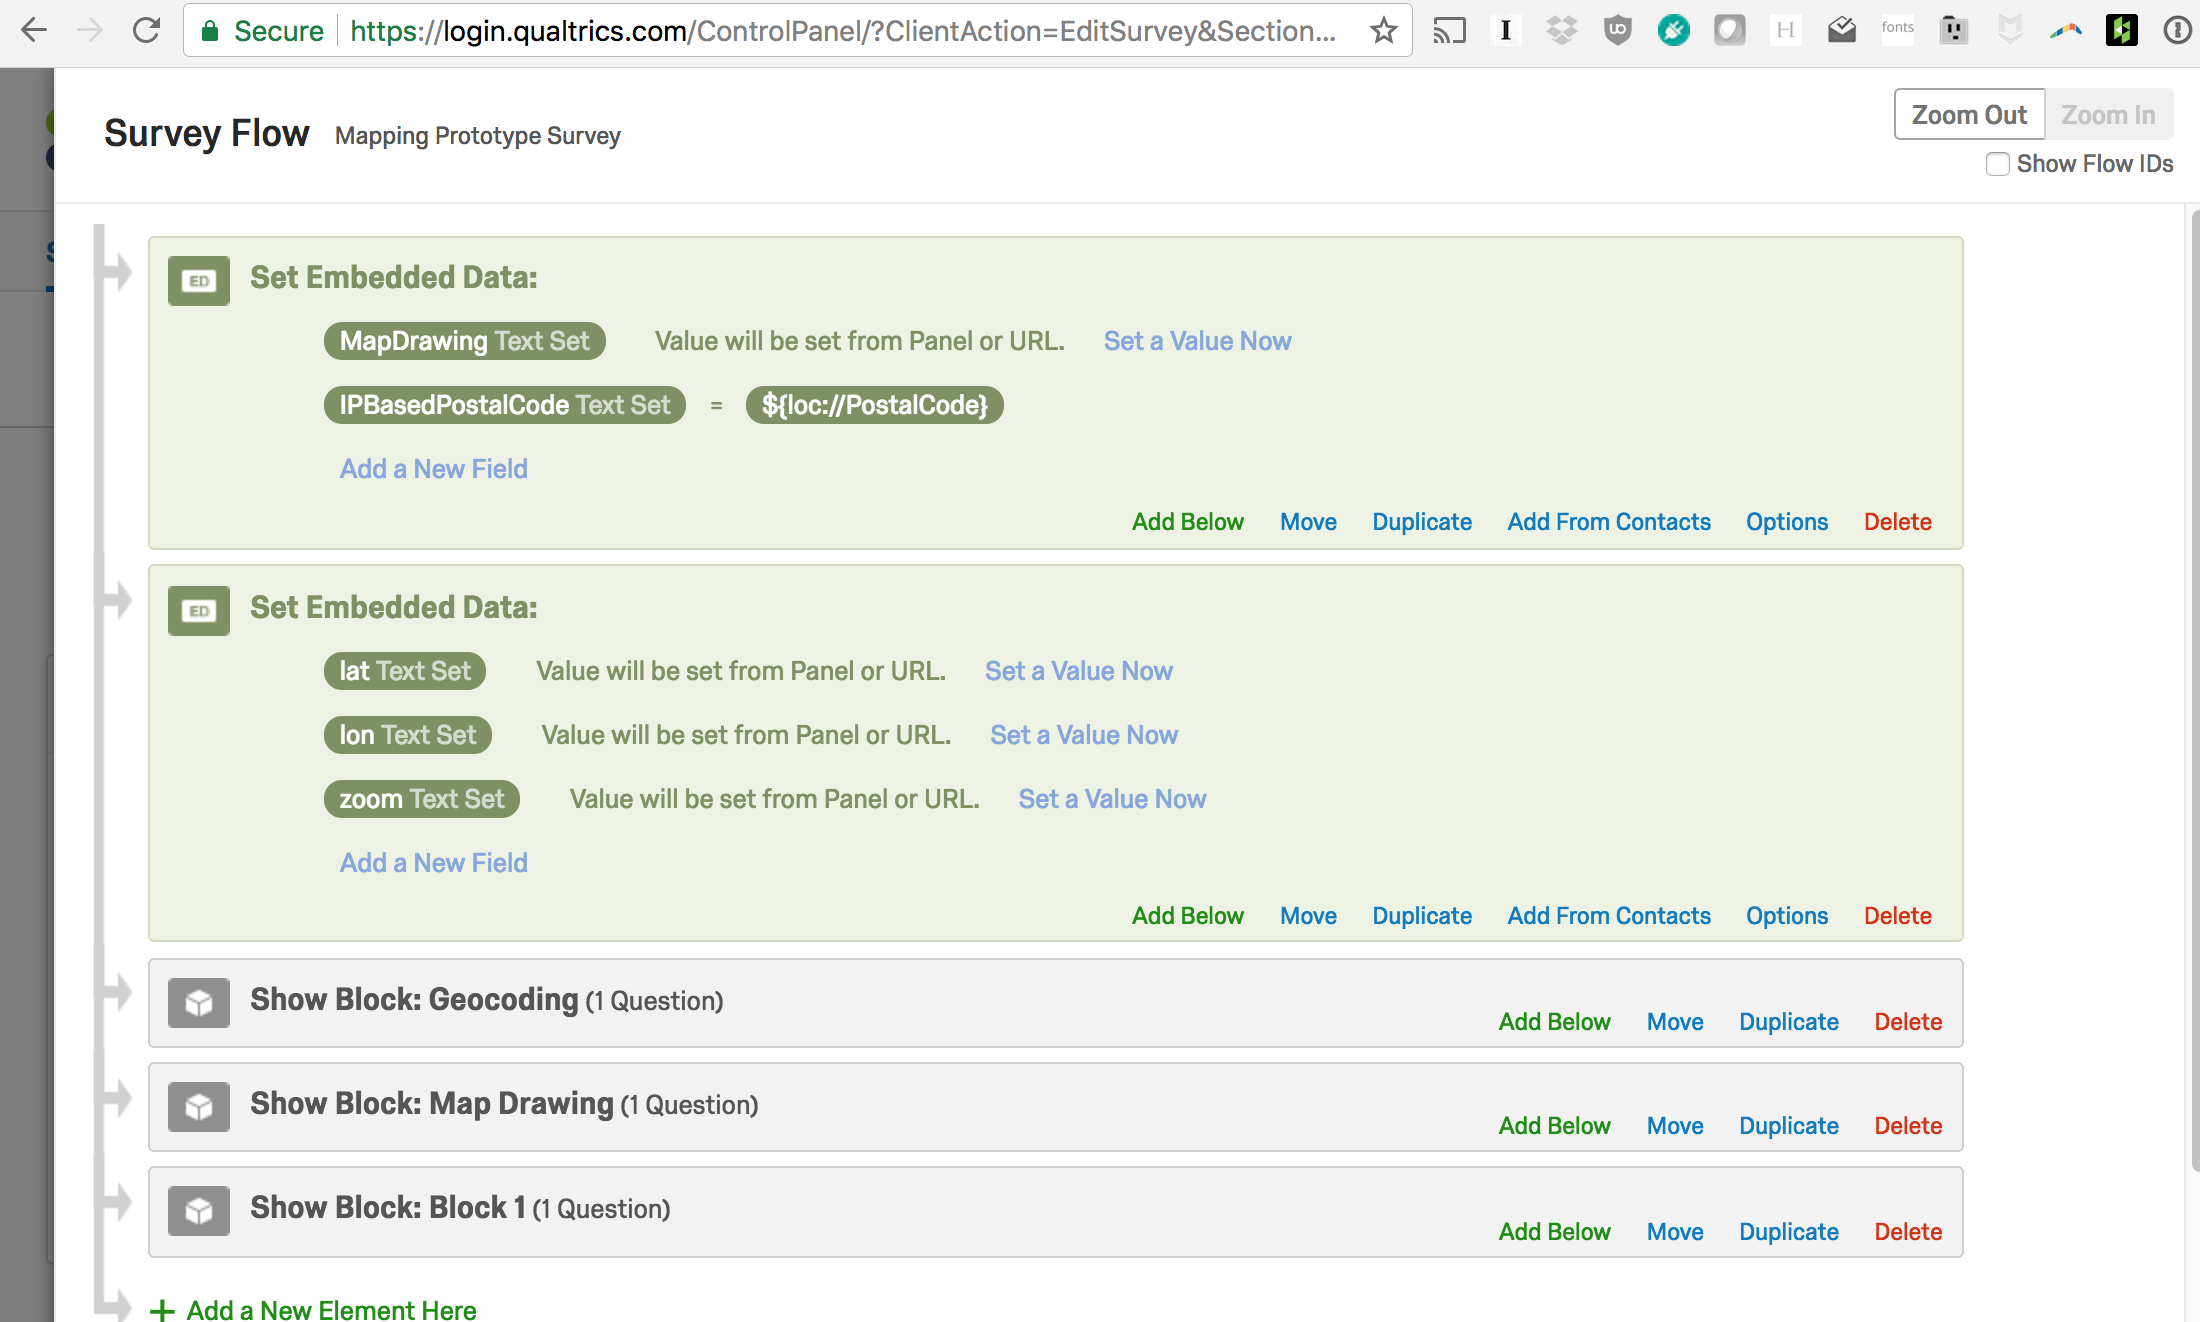 Secure https://login.qualtrics.com/ControlPanel/?ClientAction=EditSurvey&Section... I uo H fonts
Survey Flow Mapping Prototype Survey
Zoom Out Zoom In
Show Flow IDs
ED Set Embedded Data:
MapDrawing Text Set Value will be set from Panel or URL. Set a Value Now
IPBasedPostalCode Text Set = ${loc://PostalCode}
Add a New Field
Add Below Move Duplicate Add From Contacts Options Delete
ED Set Embedded Data:
lat Text Set Value will be set from Panel or URL. Set a Value Now
lon Text Set Value will be set from Panel or URL. Set a Value Now
zoom Text Set Value will be set from Panel or URL. Set a Value Now
Add a New Field
Add Below Move Duplicate Add From Contacts Options Delete
Show Block: Geocoding (1 Question)
Add Below Move Duplicate Delete
Show Block: Map Drawing (1 Question)
Add Below Move Duplicate Delete
Show Block: Block 1 (1 Question)
Add Below Move Duplicate Delete
+ Add a New Element Here